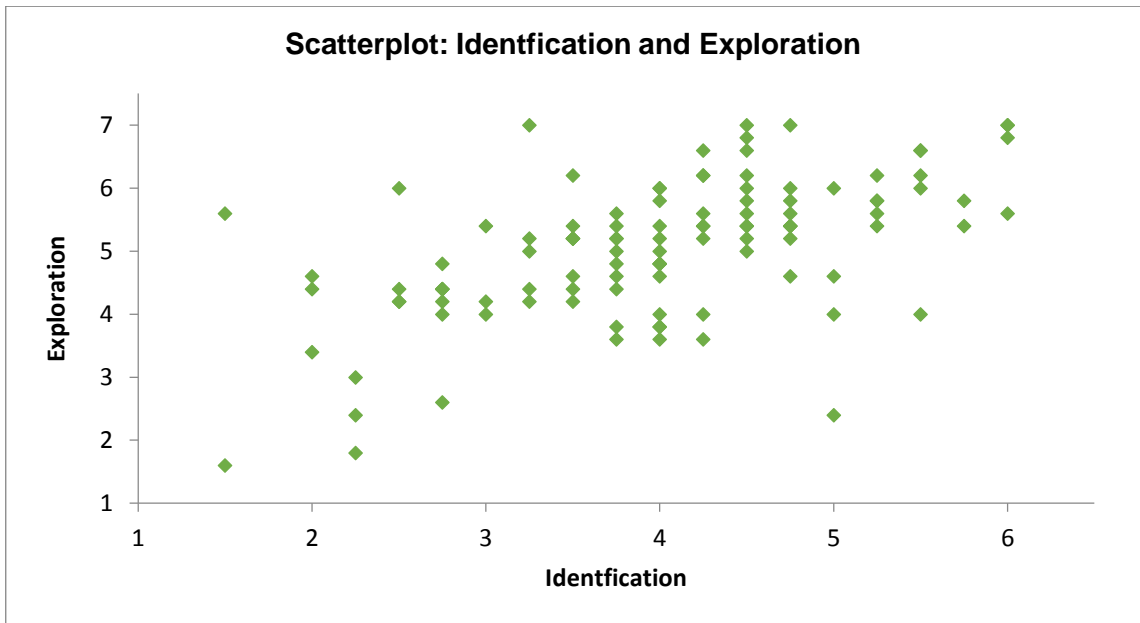 Scatterplot: Identfication and Exploration
7
6
5
4
3
2
1
Exploration
1 2 3 4 5 6
Identfication